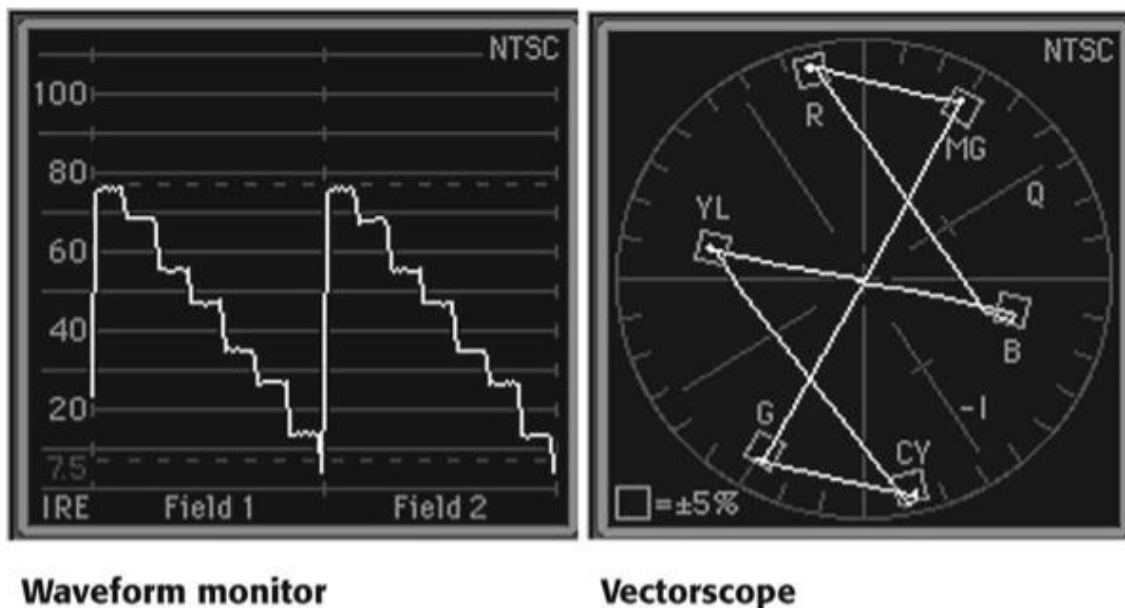 NTSC
100
80
60
40
20
7.5
IRE Field 1 Field 2
NTSC
R
MG
Q
YL
B
-I
G
CY
=±5%
Waveform monitor
Vectorscope